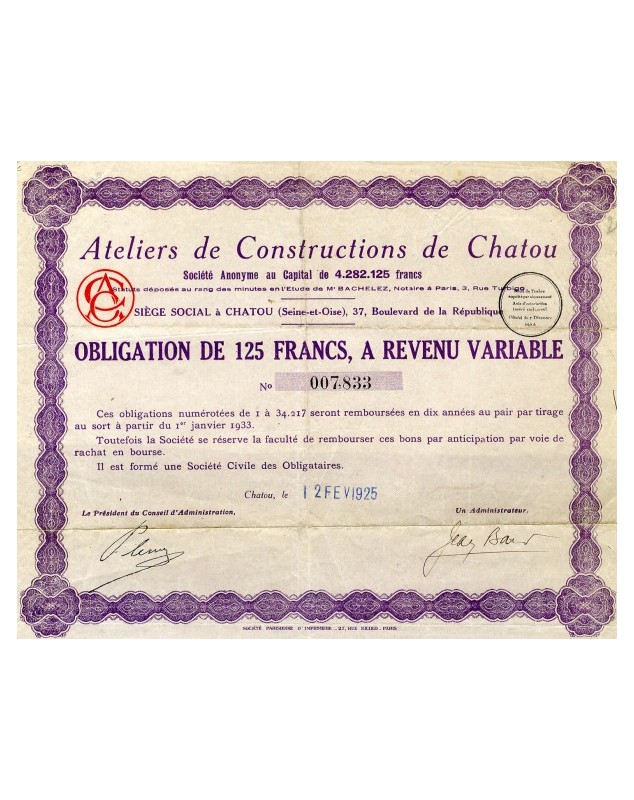 Ateliers de Constructions de Chatou
Société Anonyme au Capital de 4.282.125 francs
Statuts déposés au rang des minutes en l'Etude de Mᵉ BACHELEZ, Notaire à Paris, 3, Rue Turbigo
SIÈGE SOCIAL à CHATOU (Seine-et-Oise), 37, Boulevard de la République
OBLIGATION DE 125 FRANCS, A REVENU VARIABLE
No 007,833
Ces obligations numérotées de 1 à 34.217 seront remboursées en dix années au pair par tirage
au sort à partir du 1er janvier 1933.
Toutefois la Société se réserve la faculté de rembourser ces bons par anticipation par voie de
rachat en bourse.
Il est formé une Société Civile des Obligataires.
Chatou, le 12 FEV 1925
Le Président du Conseil d'Administration,
Un Administrateur.
SOCIÉTÉ PARISIENNE D'IMPRIMERIE